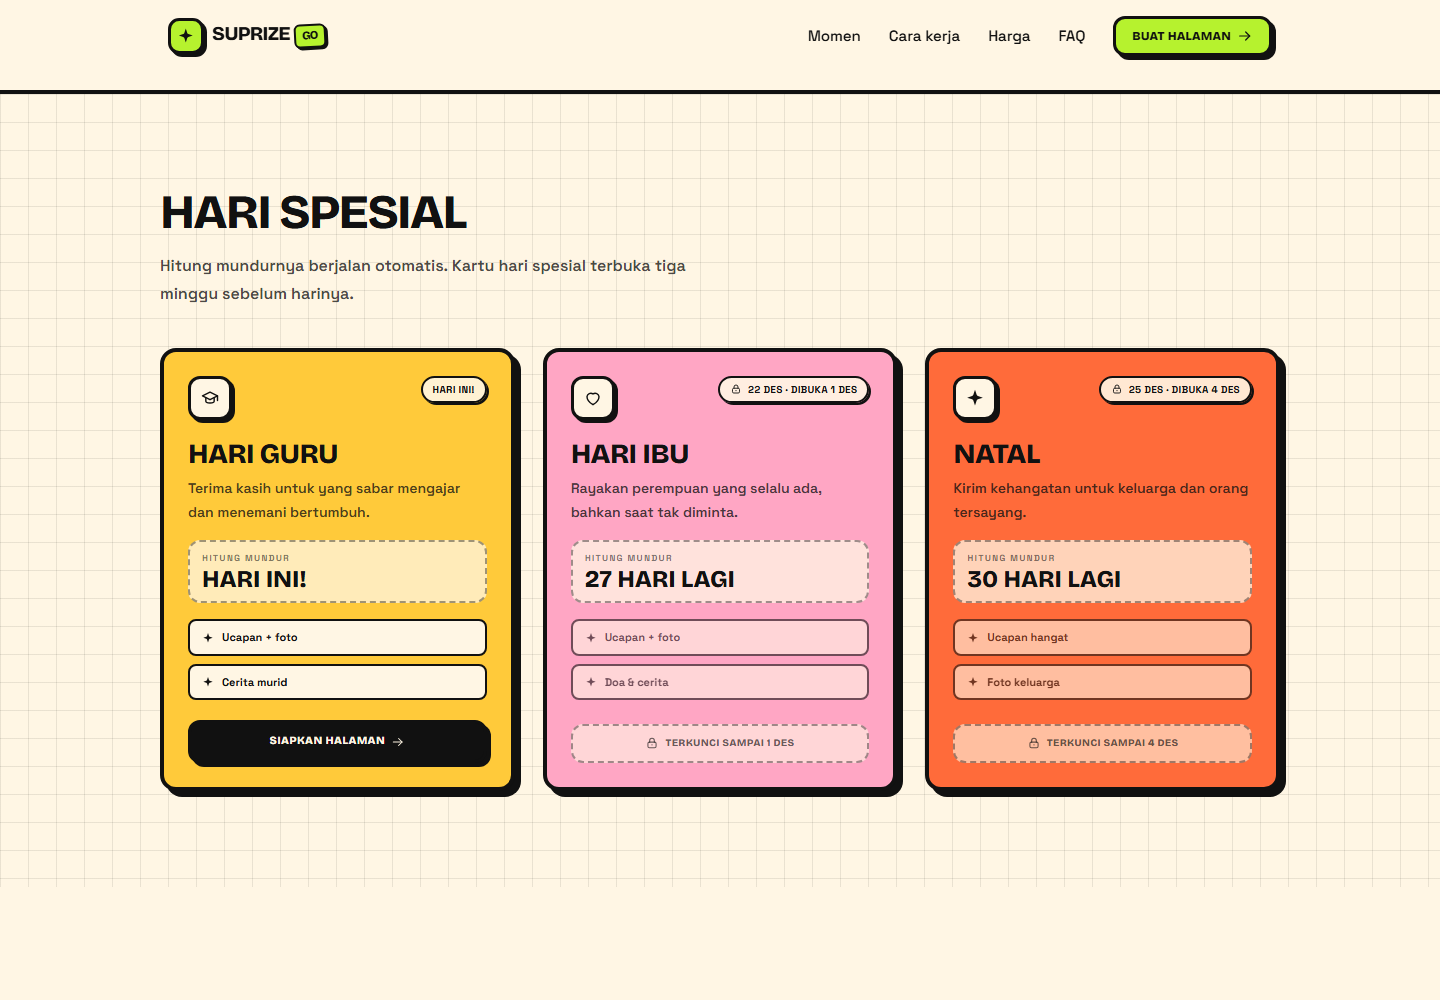 SUPRIZE GO
Momen
Cara kerja
Harga
FAQ
BUAT HALAMAN
HARI SPESIAL
Hitung mundurnya berjalan otomatis. Kartu hari spesial terbuka tiga
minggu sebelum harinya.
HARI INI!
HARI GURU
Terima kasih untuk yang sabar mengajar
dan menemani bertumbuh.
HITUNG MUNDUR
HARI INI!
Ucapan + foto
Cerita murid
SIAPKAN HALAMAN
22 DES · DIBUKA 1 DES
HARI IBU
Rayakan perempuan yang selalu ada,
bahkan saat tak diminta.
HITUNG MUNDUR
27 HARI LAGI
Ucapan + foto
Doa & cerita
TERKUNCI SAMPAI 1 DES
25 DES · DIBUKA 4 DES
NATAL
Kirim kehangatan untuk keluarga dan orang
tersayang.
HITUNG MUNDUR
30 HARI LAGI
Ucapan hangat
Foto keluarga
TERKUNCI SAMPAI 4 DES